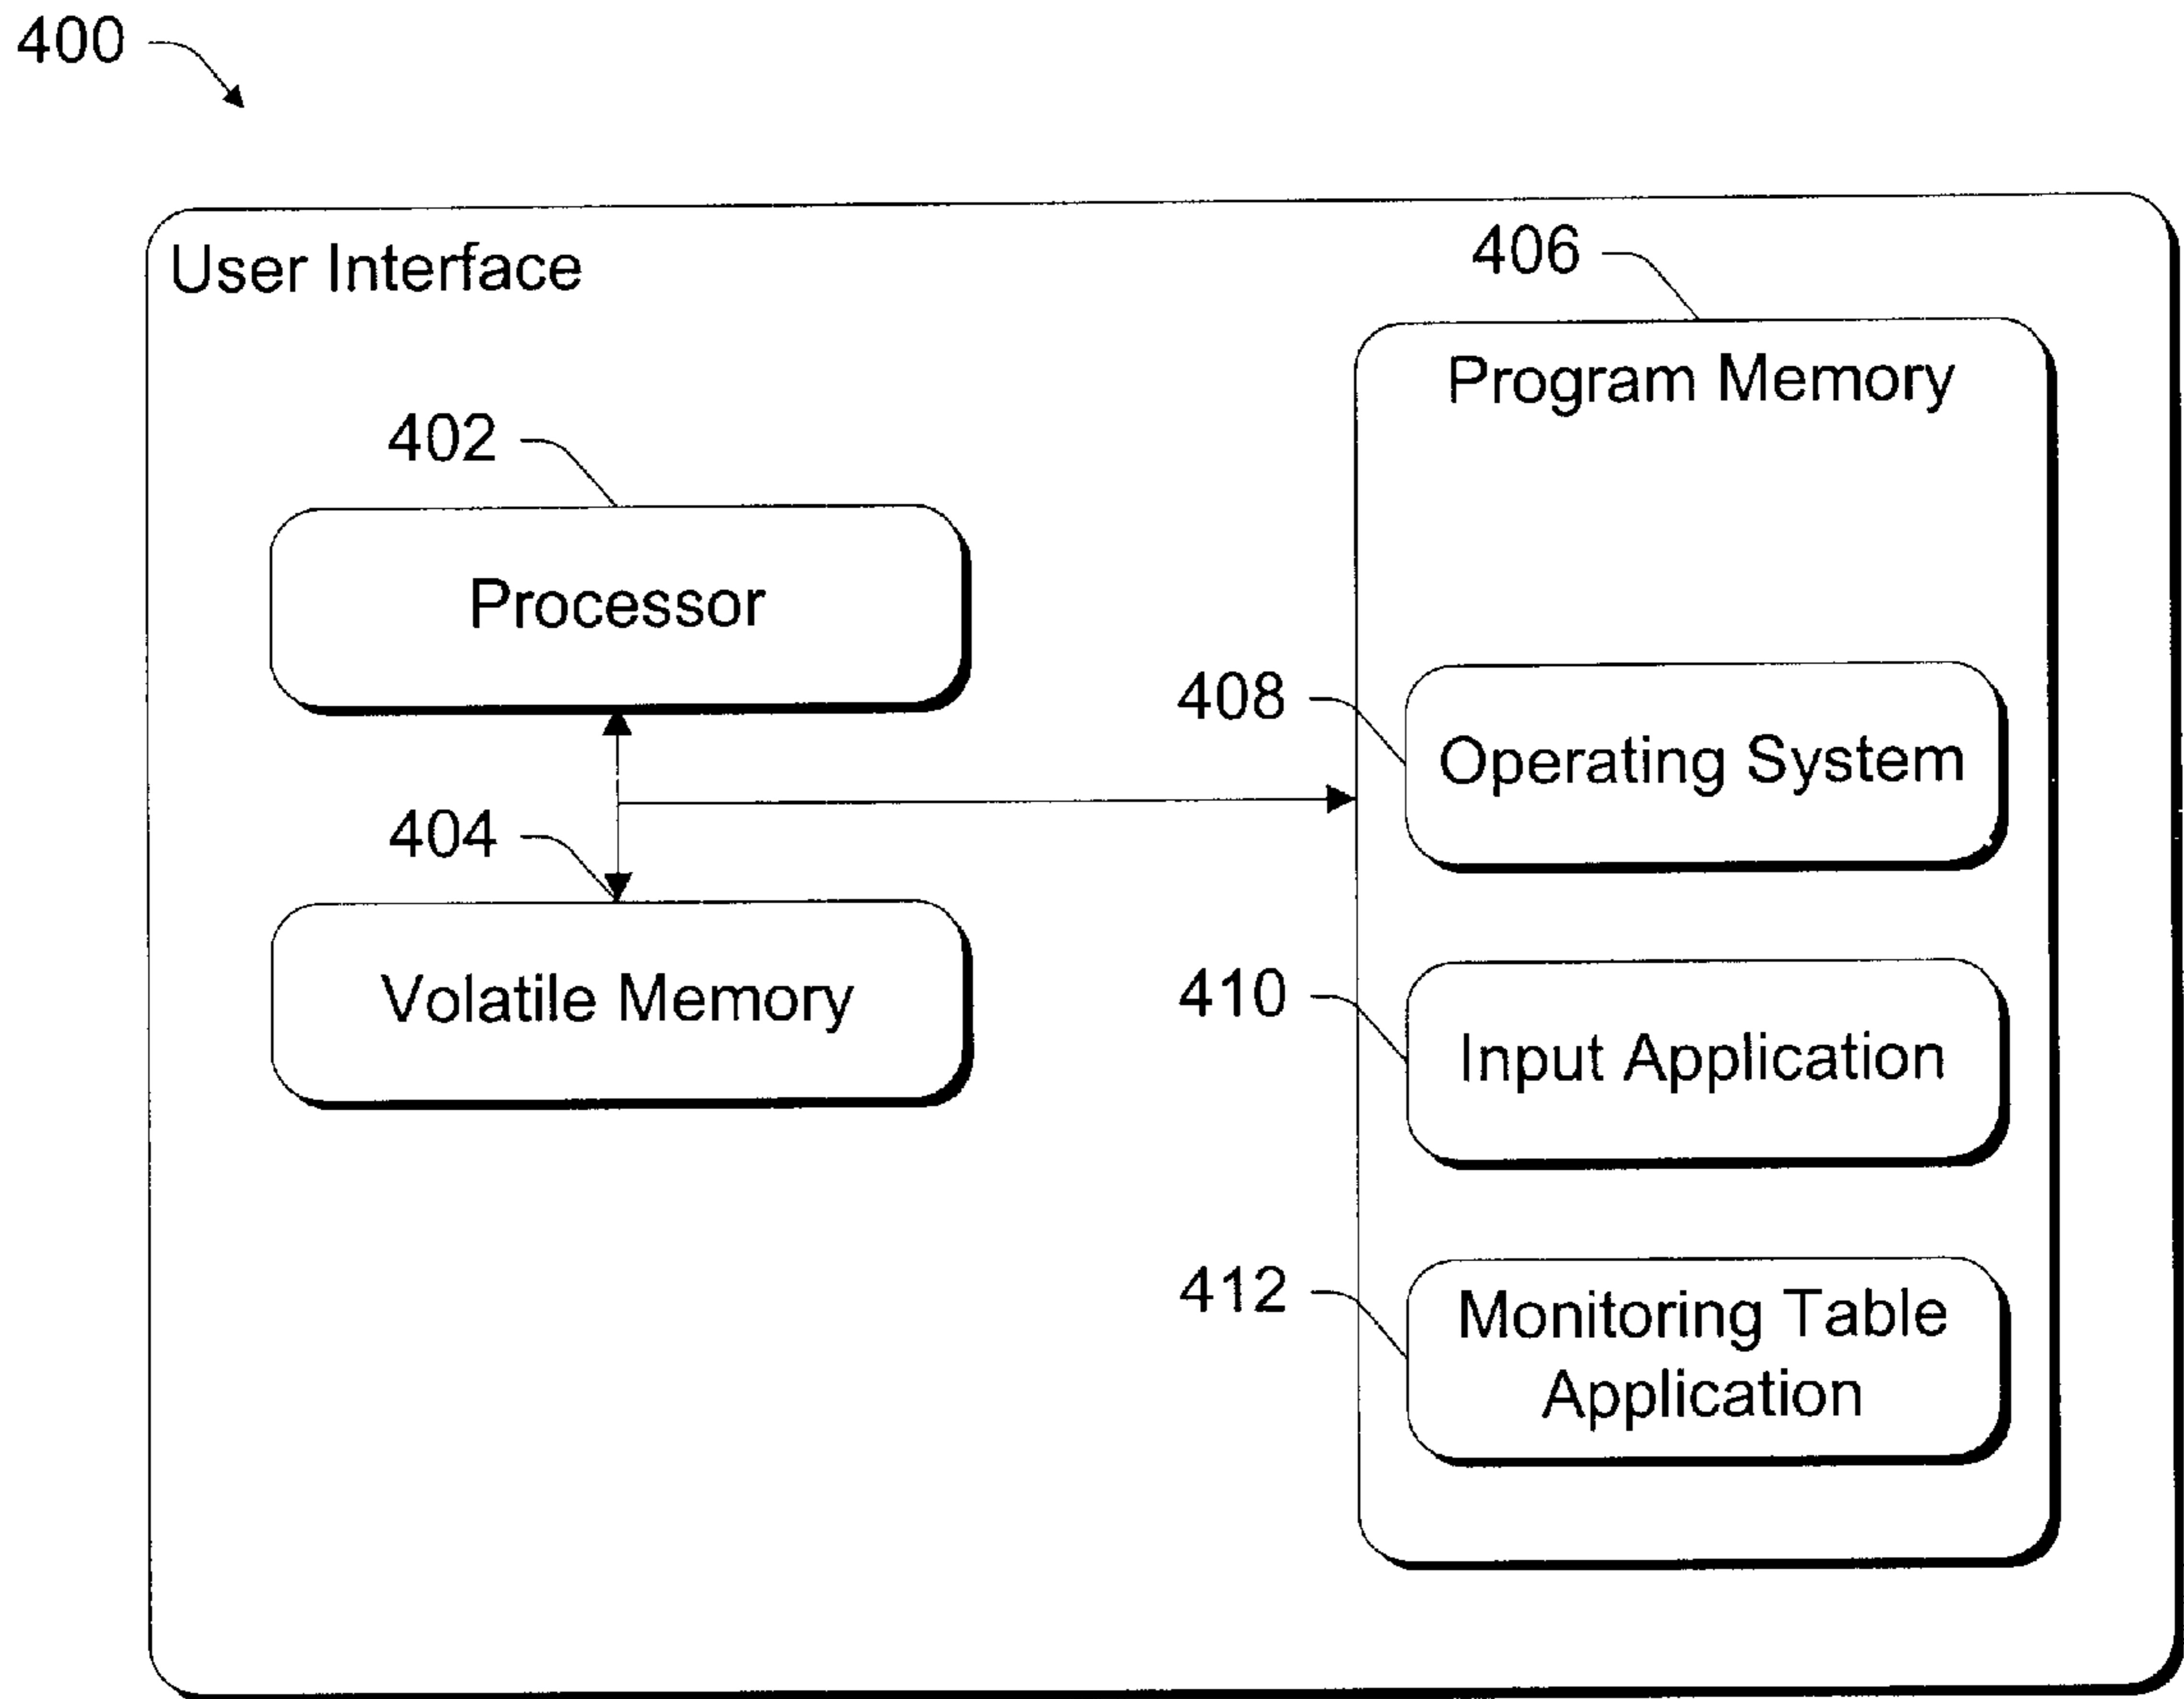 400
User Interface
406
Program Memory
402
Processor
408
Operating System
404
Volatile Memory
410
Input Application
412
Monitoring Table
Application